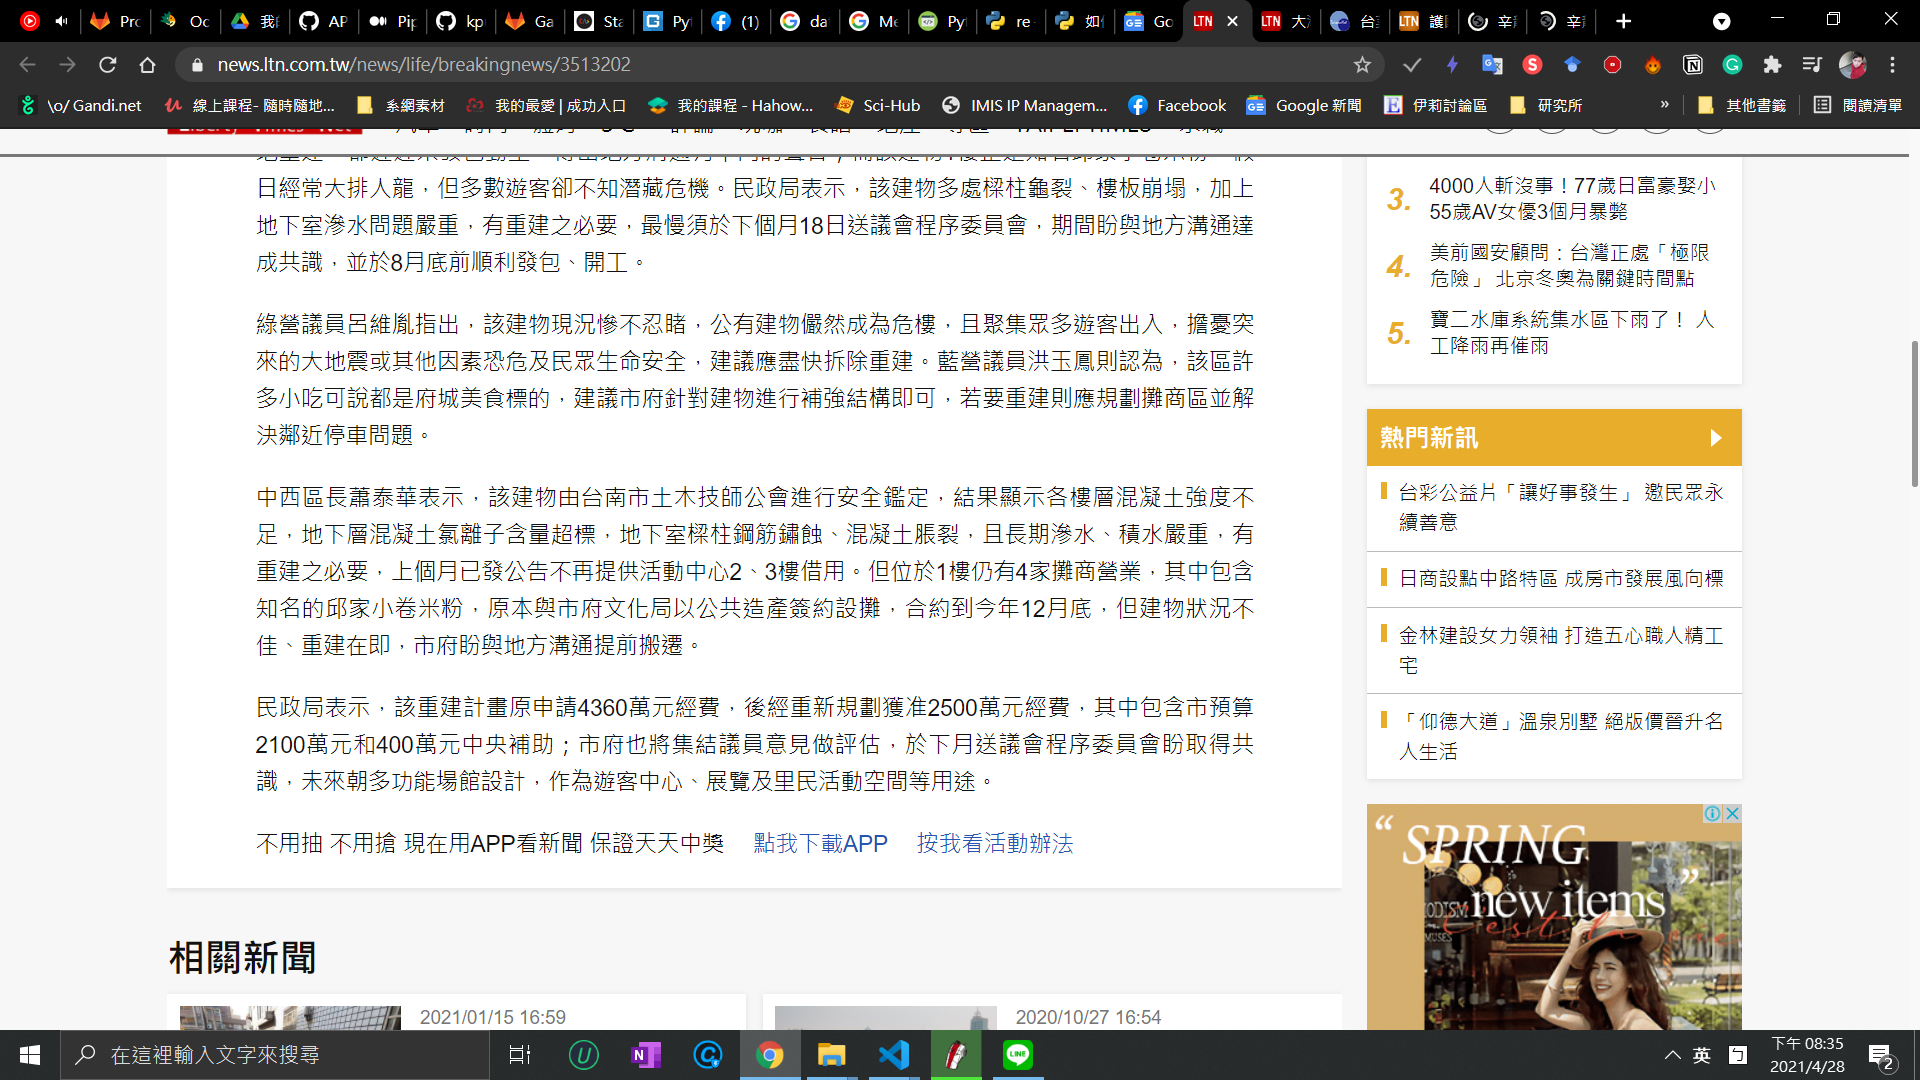 Pro
Oc
我的
AP
Pip
kp
Ga
Sta
Pyt
(1)
da
Me
Pyt
re
如何
Go
LTN
LTN
LTN
news.ltn.com.tw/news/life/breakingnews/3513202
\o/ Gandi.net
線上課程- 隨時隨地...
系網素材
我的最愛 | 成功入口
我的課程 - Hahow...
Sci-Hub
IMIS IP Managem...
Facebook
Google 新聞
伊莉討論區
研究所
»
其他書籤
閱讀清單
日經常大排人龍，但多數遊客卻不知潛藏危機。民政局表示，該建物多處樑柱龜裂、樓板崩塌，加上
地下室滲水問題嚴重，有重建之必要，最慢須於下個月18日送議會程序委員會，期間盼與地方溝通達
成共識，並於8月底前順利發包、開工。
綠營議員呂維胤指出，該建物現況慘不忍睹，公有建物儼然成為危樓，且聚集眾多遊客出入，擔憂突
來的大地震或其他因素恐危及民眾生命安全，建議應盡快拆除重建。藍營議員洪玉鳳則認為，該區許
多小吃可說都是府城美食標的，建議市府針對建物進行補強結構即可，若要重建則應規劃攤商區並解
決鄰近停車問題。
中西區長蕭泰華表示，該建物由台南市土木技師公會進行安全鑑定，結果顯示各樓層混凝土強度不
足，地下層混凝土氯離子含量超標，地下室樑柱鋼筋鏽蝕、混凝土脹裂，且長期滲水、積水嚴重，有
重建之必要，上個月已發公告不再提供活動中心2、3樓借用。但位於1樓仍有4家攤商營業，其中包含
知名的邱家小卷米粉，原本與市府文化局以公共造產簽約設攤，合約到今年12月底，但建物狀況不
佳、重建在即，市府盼與地方溝通提前搬遷。
民政局表示，該重建計畫原申請4360萬元經費，後經重新規劃獲准2500萬元經費，其中包含市預算
2100萬元和400萬元中央補助；市府也將集結議員意見做評估，於下月送議會程序委員會盼取得共
識，未來朝多功能場館設計，作為遊客中心、展覽及里民活動空間等用途。
不用抽 不用搶 現在用APP看新聞 保證天天中獎 點我下載APP 按我看活動辦法
相關新聞
2021/01/15 16:59
2020/10/27 16:54
3.
4000人斬沒事！77歲日富豪娶小
55歲AV女優3個月暴斃
4.
美前國安顧問：台灣正處「極限
危險」 北京冬奧為關鍵時間點
5.
寶二水庫系統集水區下雨了！ 人
工降雨再催雨
熱門新訊
台彩公益片「讓好事發生」 邀民眾永
續善意
日商設點中路特區 成房市發展風向標
金林建設女力領袖 打造五心職人精工
宅
「仰德大道」溫泉別墅 絕版價晉升名
人生活
“ SPRING
new items ”
在這裡輸入文字來搜尋
英
下午 08:35
2021/4/28
2